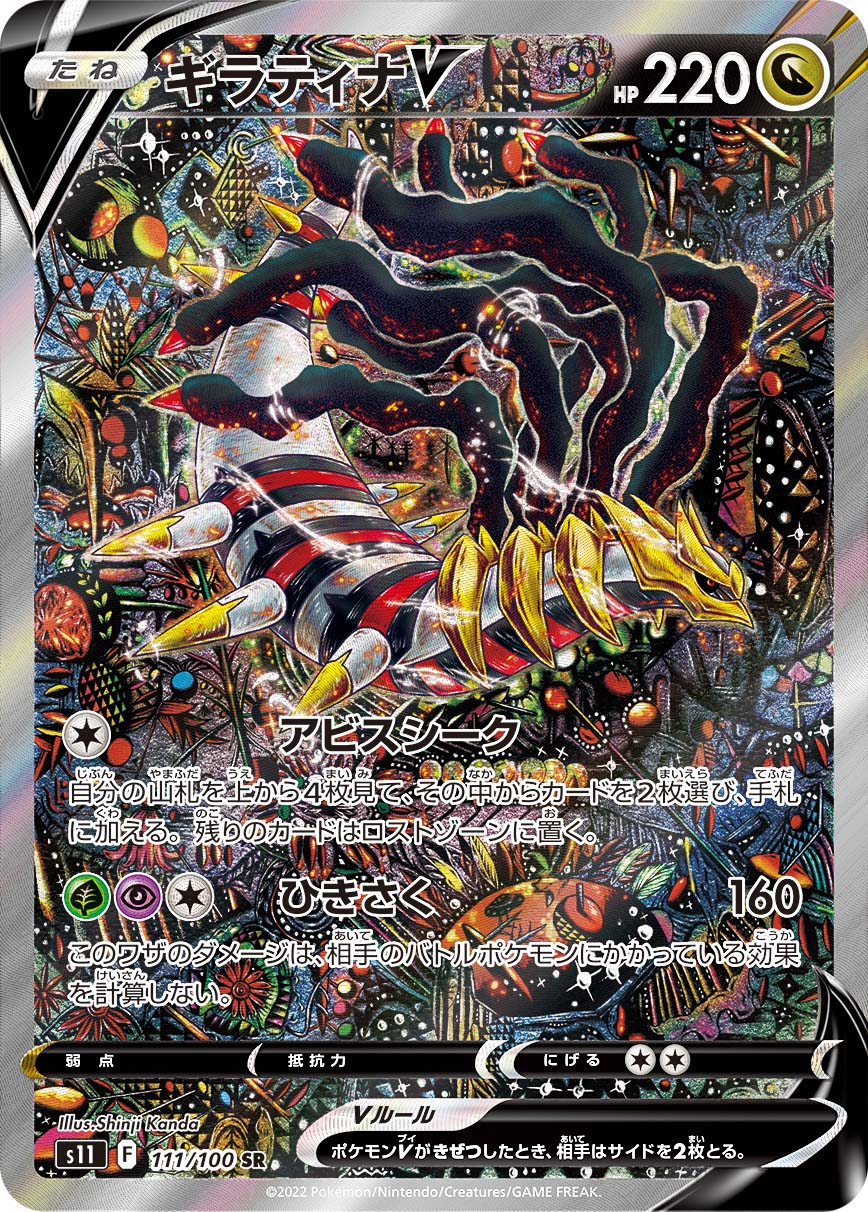 たね ギラティナV HP 220
アビスシーク
自分の山札を上から4枚見て、その中からカードを2枚選び、手札
に加える。残りのカードはロストゾーンに置く。
ひきさく 160
このワザのダメージは、相手のバトルポケモンにかかっている効果
を計算しない。
弱点 抵抗力 にげる
Illus.Shinji Kanda
Vルール
ポケモンVがきぜつしたとき、相手はサイドを2枚とる。
s11 F 111/100 SR
©2022 Pokémon/Nintendo/Creatures/GAME FREAK.